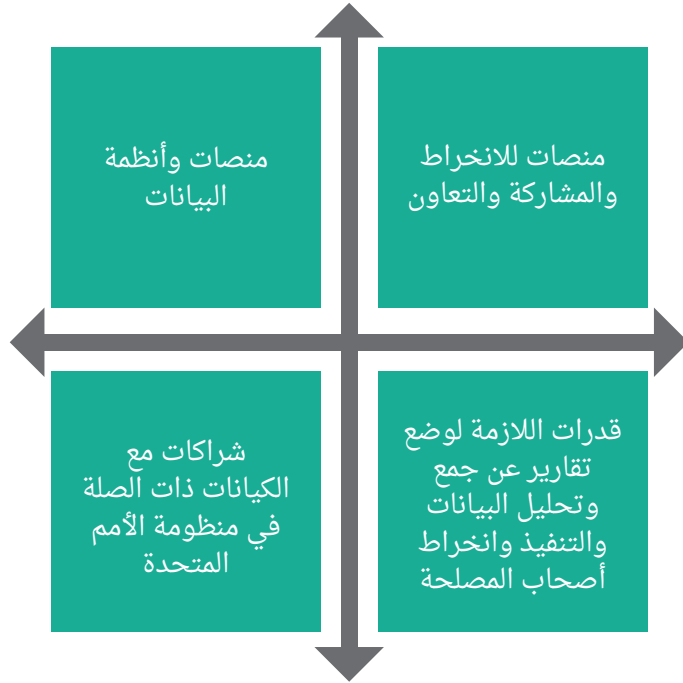 منصات للانخراط
والمشاركة والتعاون
منصات وأنظمة
البيانات
قدرات اللازمة لوضع
تقارير عن جمع
وتحليل البيانات
والتنفيذ وانخراط
أصحاب المصلحة
شراكات مع
الكيانات ذات الصلة
في منظومة الأمم
المتحدة